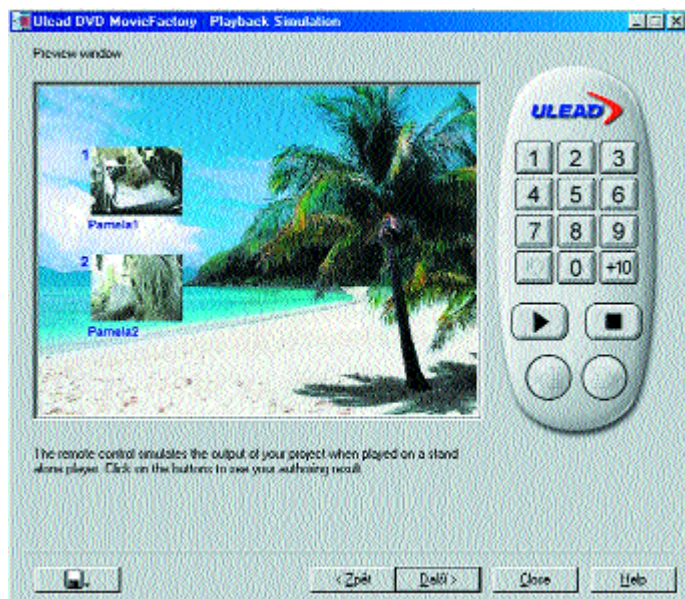 Ulead DVD MovieFactory - Playback Simulation
Preview window
1
Pamela1
2
Pamela2
ULEAD
1 2 3
4 5 6
7 8 9
0 +10
The remote control simulates the output of your project when played on a stand
alone player. Click on the buttons to see your authoring result.
< Zpět Další > Close Help